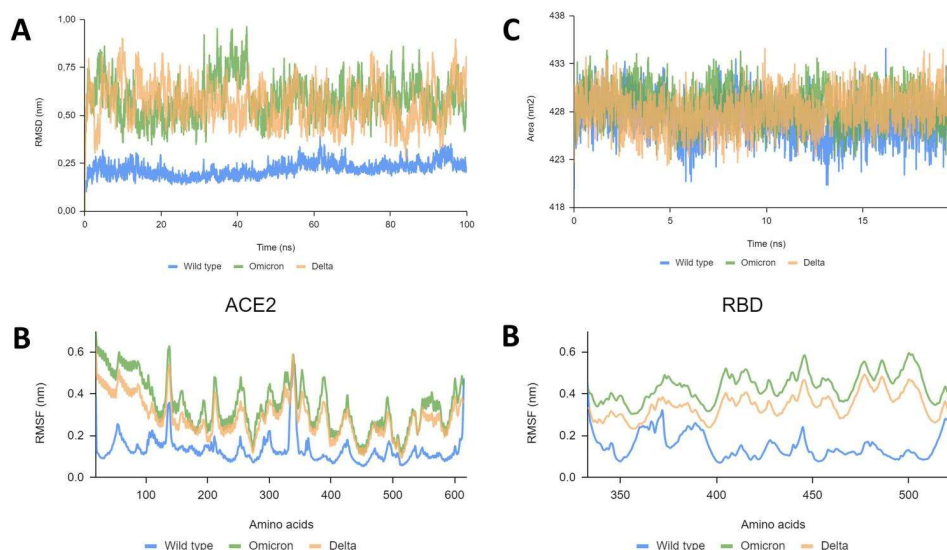 A
1,00
0,75
0,50
0,25
0,00
RMSD (nm)
0 20 40 60 80 100
Time (ns)
Wild type Omicron Delta
C
438
433
428
423
418
Area (nm2)
0 5 10 15
Time (ns)
Wild type Omicron Delta
ACE2
B
0.6
0.4
0.2
0.0
RMSF (nm)
100 200 300 400 500 600
Amino acids
Wild type Omicron Delta
RBD
B
0.6
0.4
0.2
0.0
RMSF (nm)
350 400 450 500
Amino acids
Wild type Omicron Delta